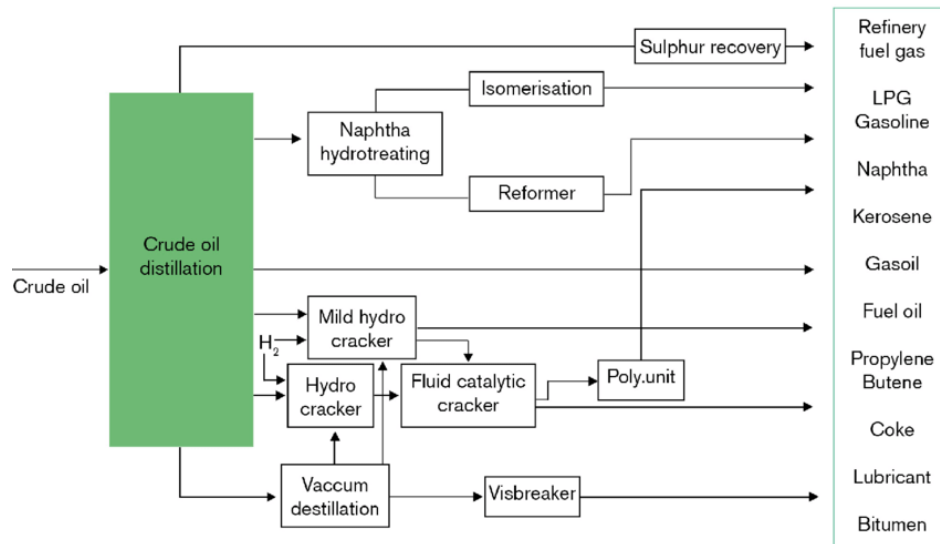 Sulphur recovery
Refinery
fuel gas
Isomerisation
LPG
Gasoline
Naphtha
hydrotreating
Naphtha
Reformer
Kerosene
Crude oil
distillation
Gasoil
Crude oil
Fuel oil
Mild hydro
cracker
H2
Propylene
Butene
Hydro
cracker
Fluid catalytic
cracker
Poly.unit
Coke
Lubricant
Vaccum
destillation
Visbreaker
Bitumen